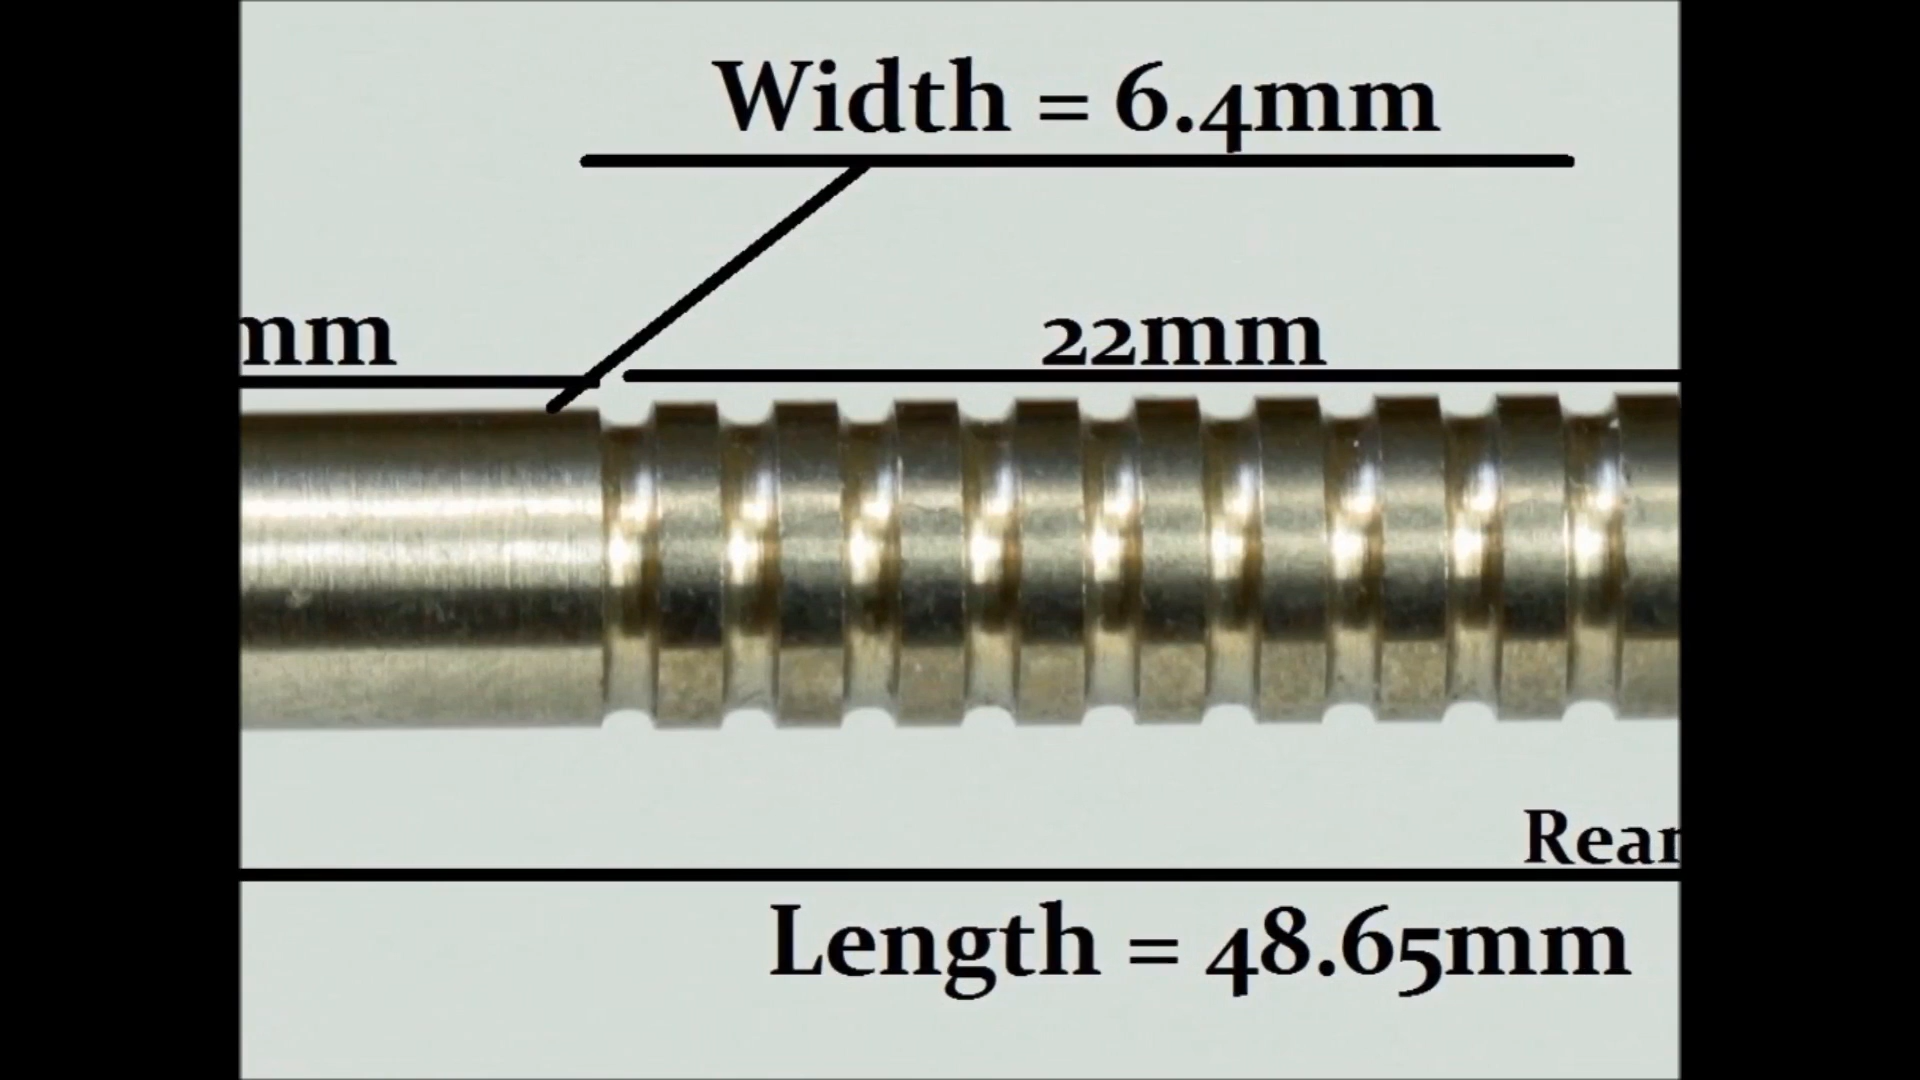 Width = 6.4mm
mm
22mm
Rear
Length = 48.65mm